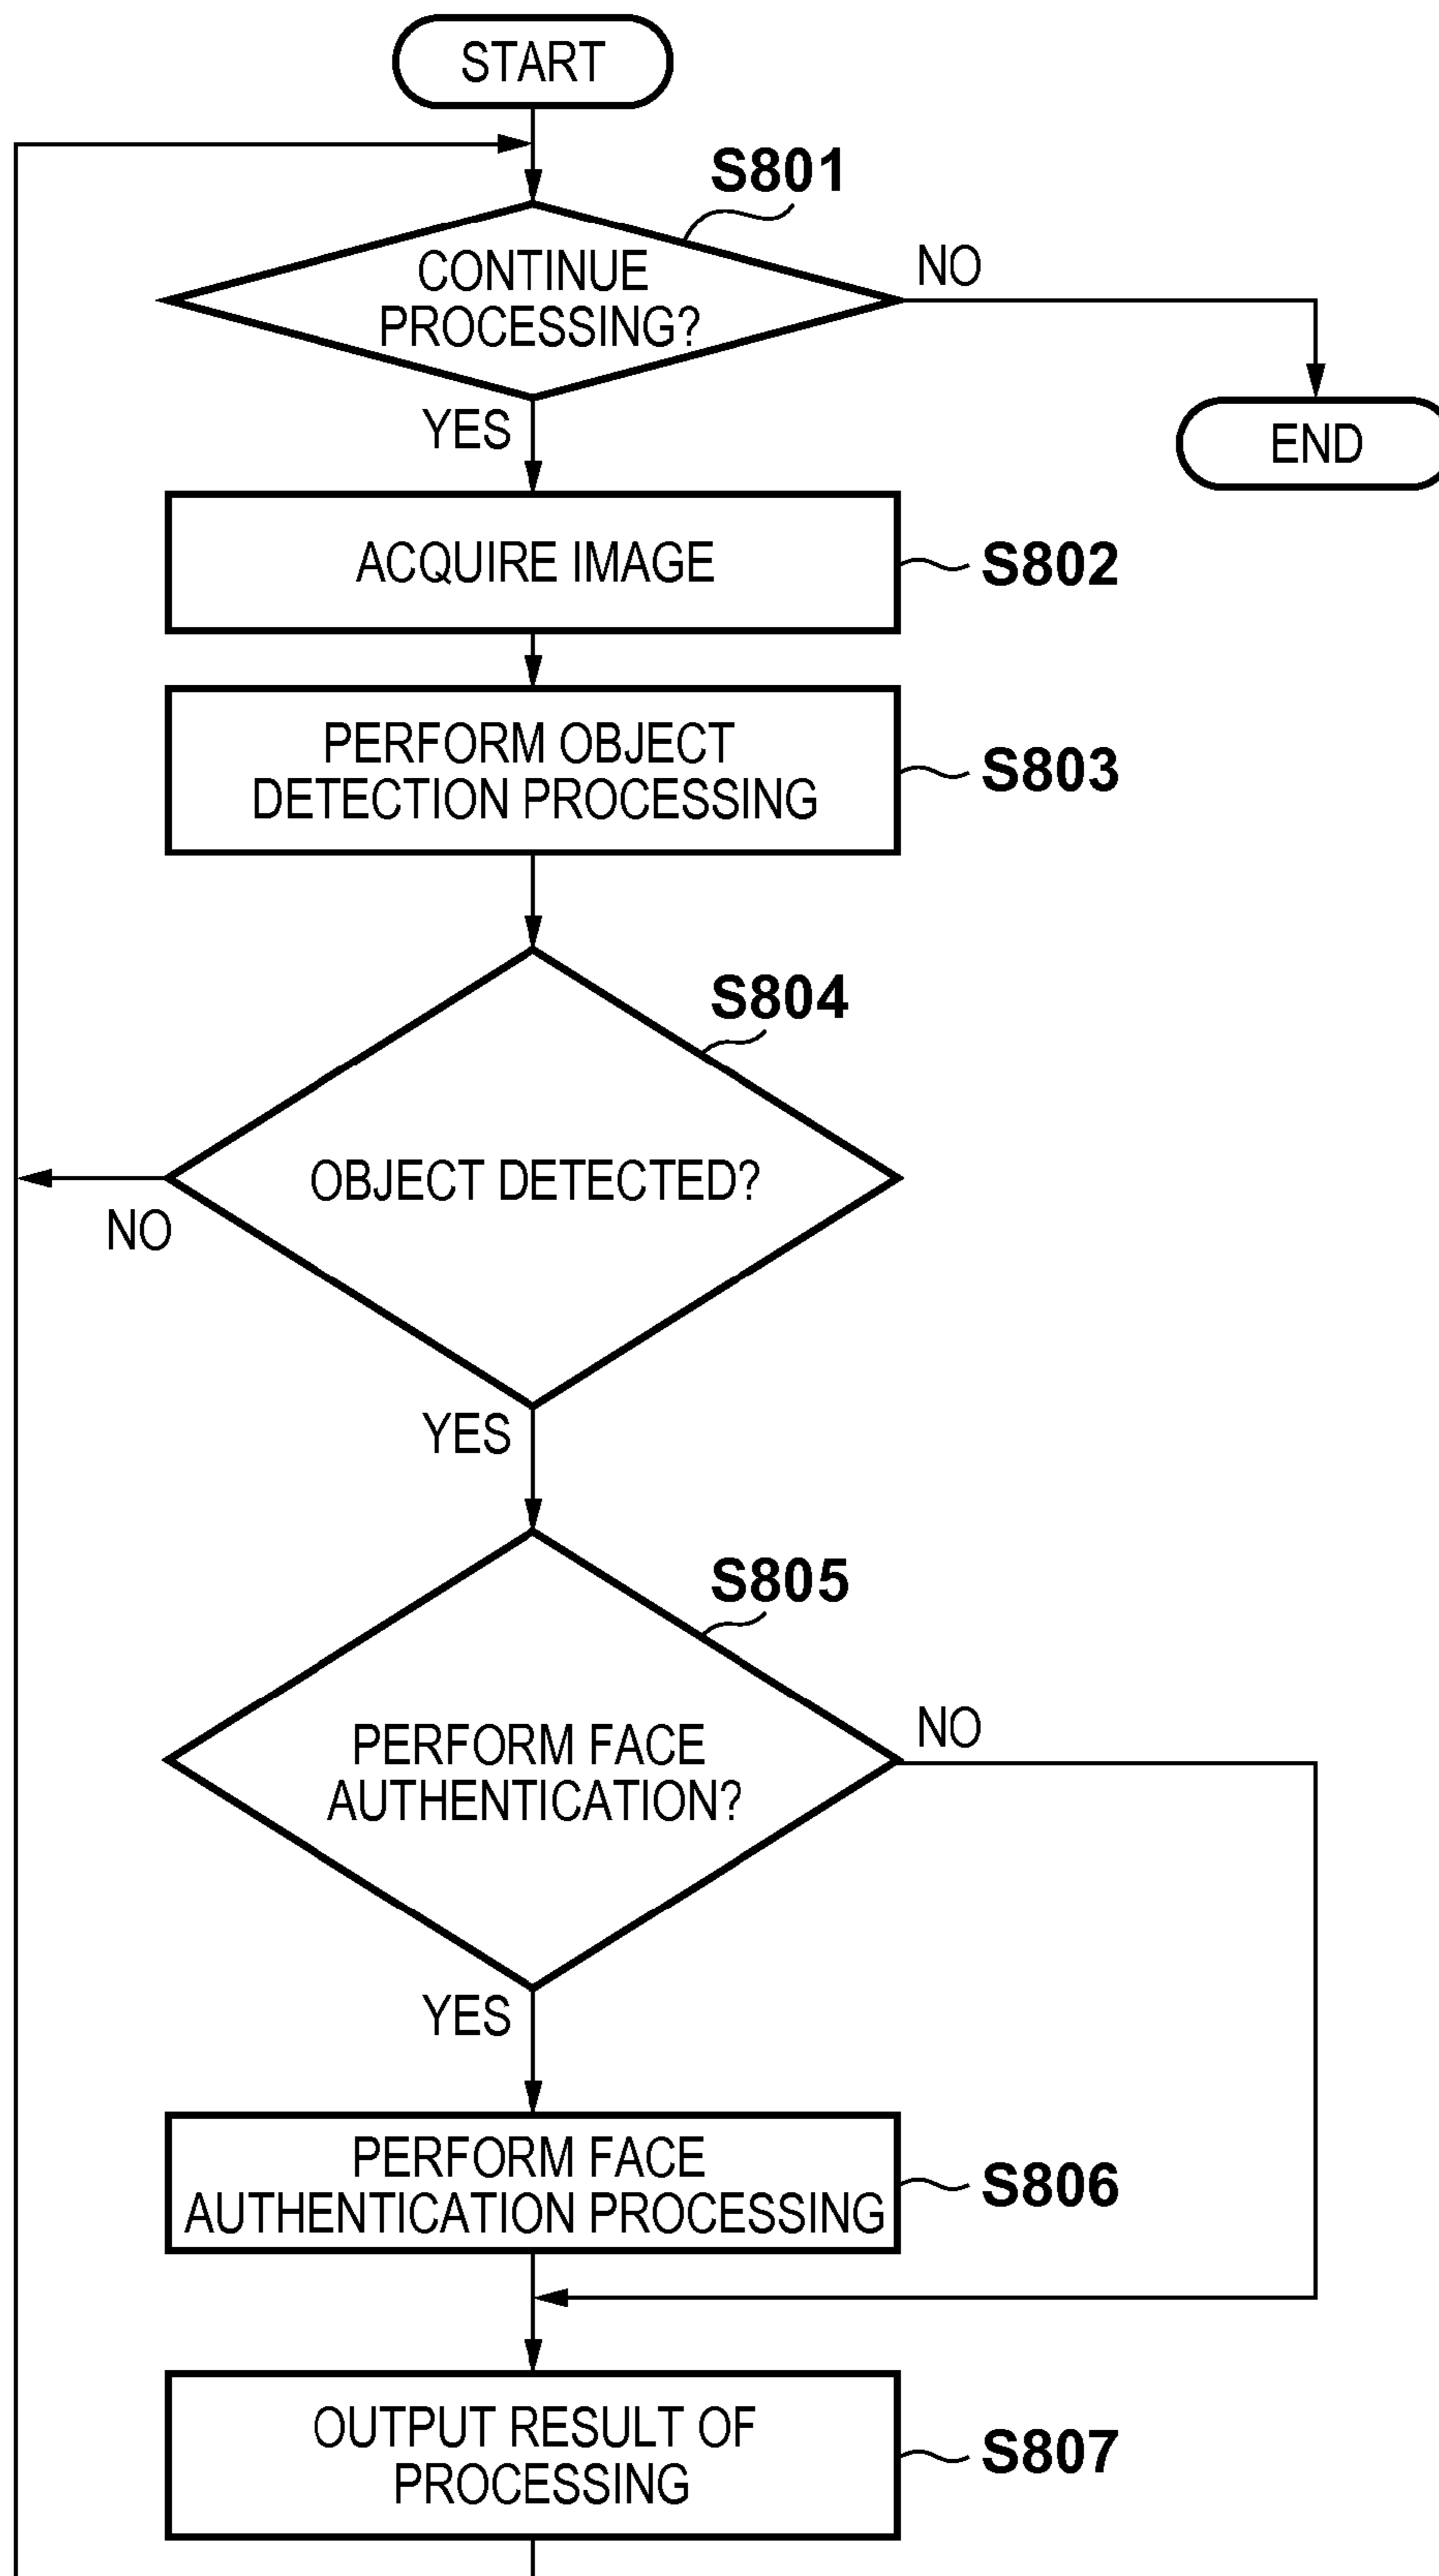 START
S801
CONTINUE
PROCESSING?
NO
YES
END
ACQUIRE IMAGE
S802
PERFORM OBJECT
DETECTION PROCESSING
S803
S804
OBJECT DETECTED?
NO
YES
S805
PERFORM FACE
AUTHENTICATION?
NO
YES
PERFORM FACE
AUTHENTICATION PROCESSING
S806
OUTPUT RESULT OF
PROCESSING
S807